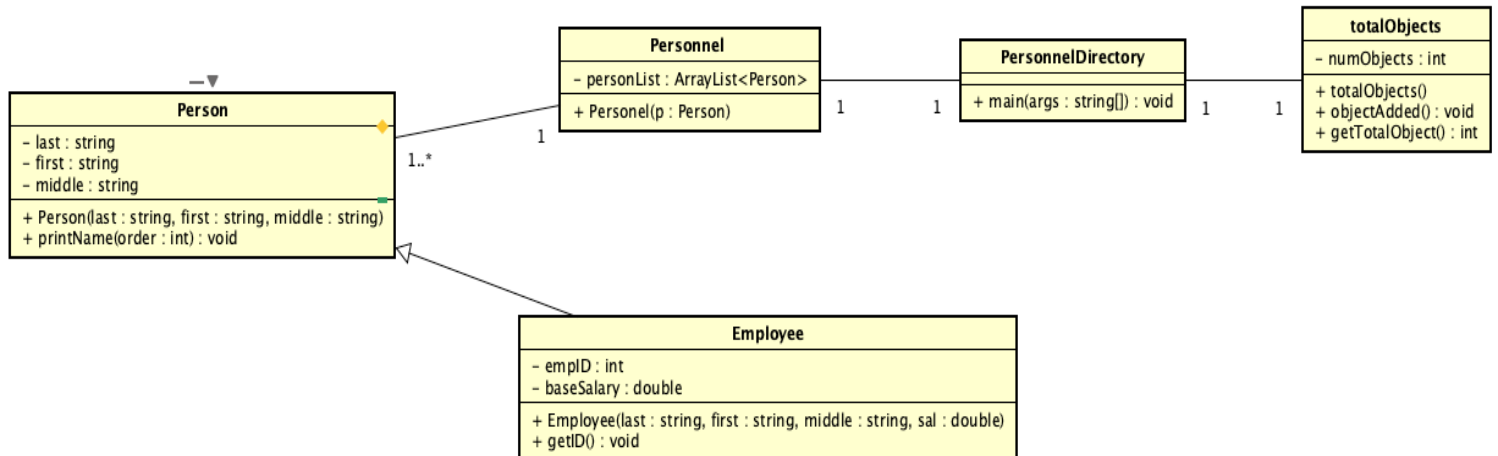 Person
– last : string
– first : string
– middle : string
+ Person(last : string, first : string, middle : string)
+ printName(order : int) : void
1..*
1
Personnel
– personList : ArrayList<Person>
+ Personel(p : Person)
1
1
PersonnelDirectory
+ main(args : string[]) : void
1
1
totalObjects
– numObjects : int
+ totalObjects()
+ objectAdded() : void
+ getTotalObject() : int
Employee
– empID : int
– baseSalary : double
+ Employee(last : string, first : string, middle : string, sal : double)
+ getID() : void